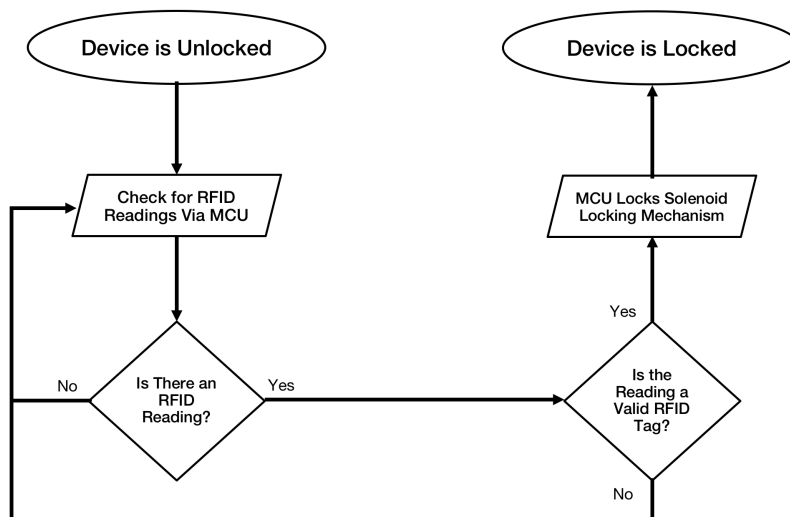 Device is Unlocked
Device is Locked
Check for RFID
Readings Via MCU
MCU Locks Solenoid
Locking Mechanism
Yes
No
Is There an
RFID
Reading?
Yes
Is the
Reading a
Valid RFID
Tag?
No